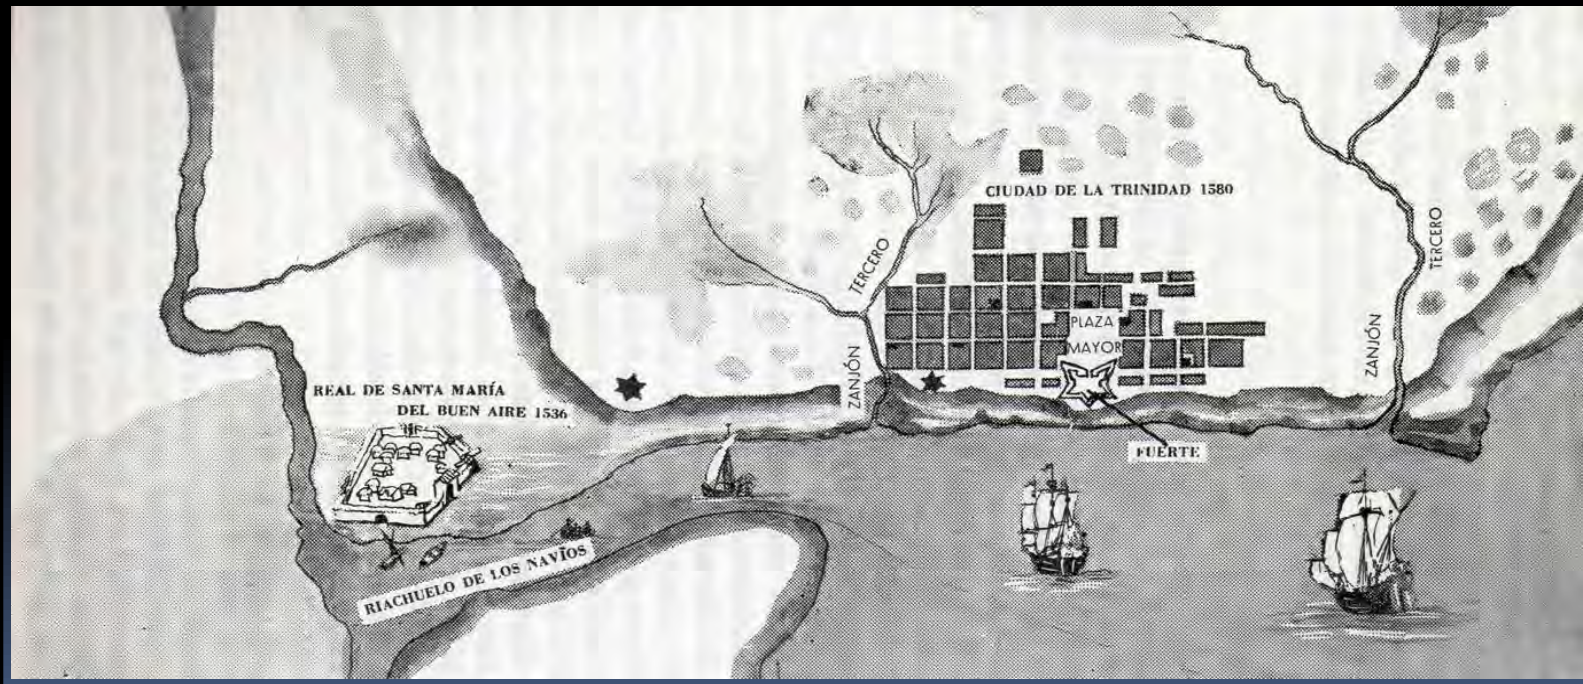 CIUDAD DE LA TRINIDAD 1580
TERCERO
ZANJÓN
PLAZA
MAYOR
FUERTE
TERCERO
ZANJÓN
REAL DE SANTA MARÍA
DEL BUEN AIRE 1536
RIACHUELO DE LOS NAVÍOS